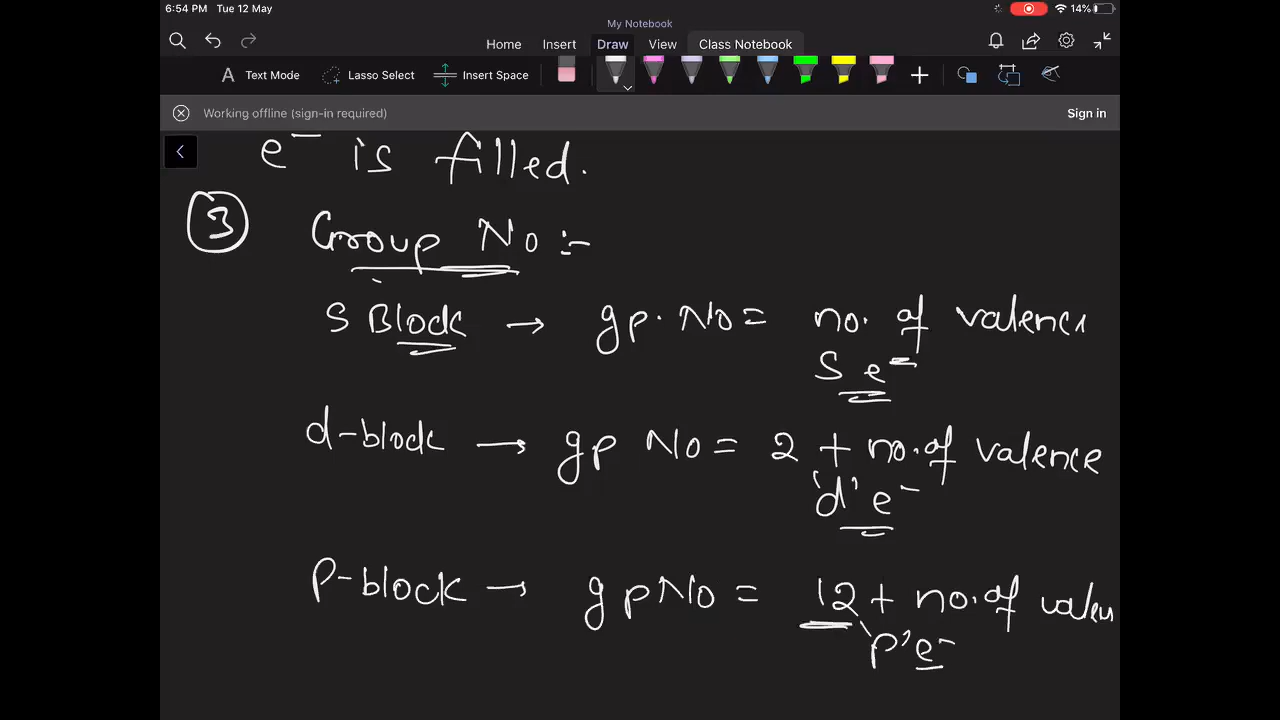 6:54 PM Tue 12 May
14%
My Notebook
Home Insert Draw View Class Notebook
Text Mode Lasso Select Insert Space
Working offline (sign-in required) Sign in
e⁻ is filled.
3 Group No :-
S Block → gp. No = no. of valence
S e⁻
d-block → gp No = 2 + no. of valence
'd' e⁻
P-block → gp No = 12 + no. of valen
'p' e⁻